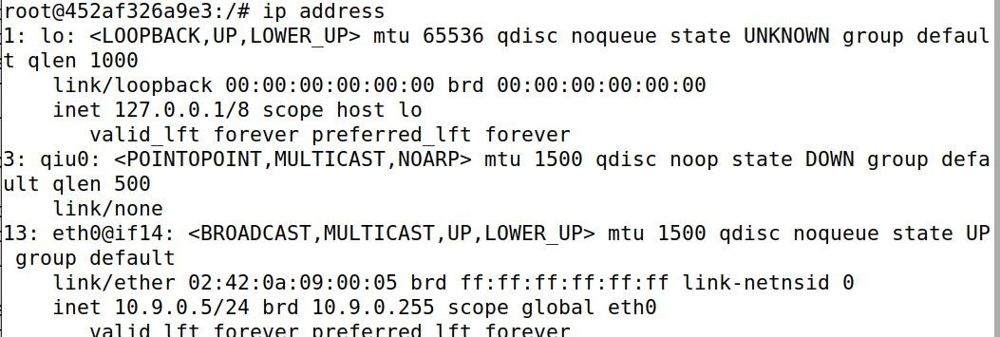 root@452af326a9e3:/# ip address
1: lo: <LOOPBACK,UP,LOWER_UP> mtu 65536 qdisc noqueue state UNKNOWN group defaul
t qlen 1000
    link/loopback 00:00:00:00:00:00 brd 00:00:00:00:00:00
    inet 127.0.0.1/8 scope host lo
       valid_lft forever preferred_lft forever
3: qiu0: <POINTOPOINT,MULTICAST,NOARP> mtu 1500 qdisc noop state DOWN group defa
ult qlen 500
    link/none
13: eth0@if14: <BROADCAST,MULTICAST,UP,LOWER_UP> mtu 1500 qdisc noqueue state UP
 group default
    link/ether 02:42:0a:09:00:05 brd ff:ff:ff:ff:ff:ff link-netnsid 0
    inet 10.9.0.5/24 brd 10.9.0.255 scope global eth0
       valid_lft forever preferred_lft forever